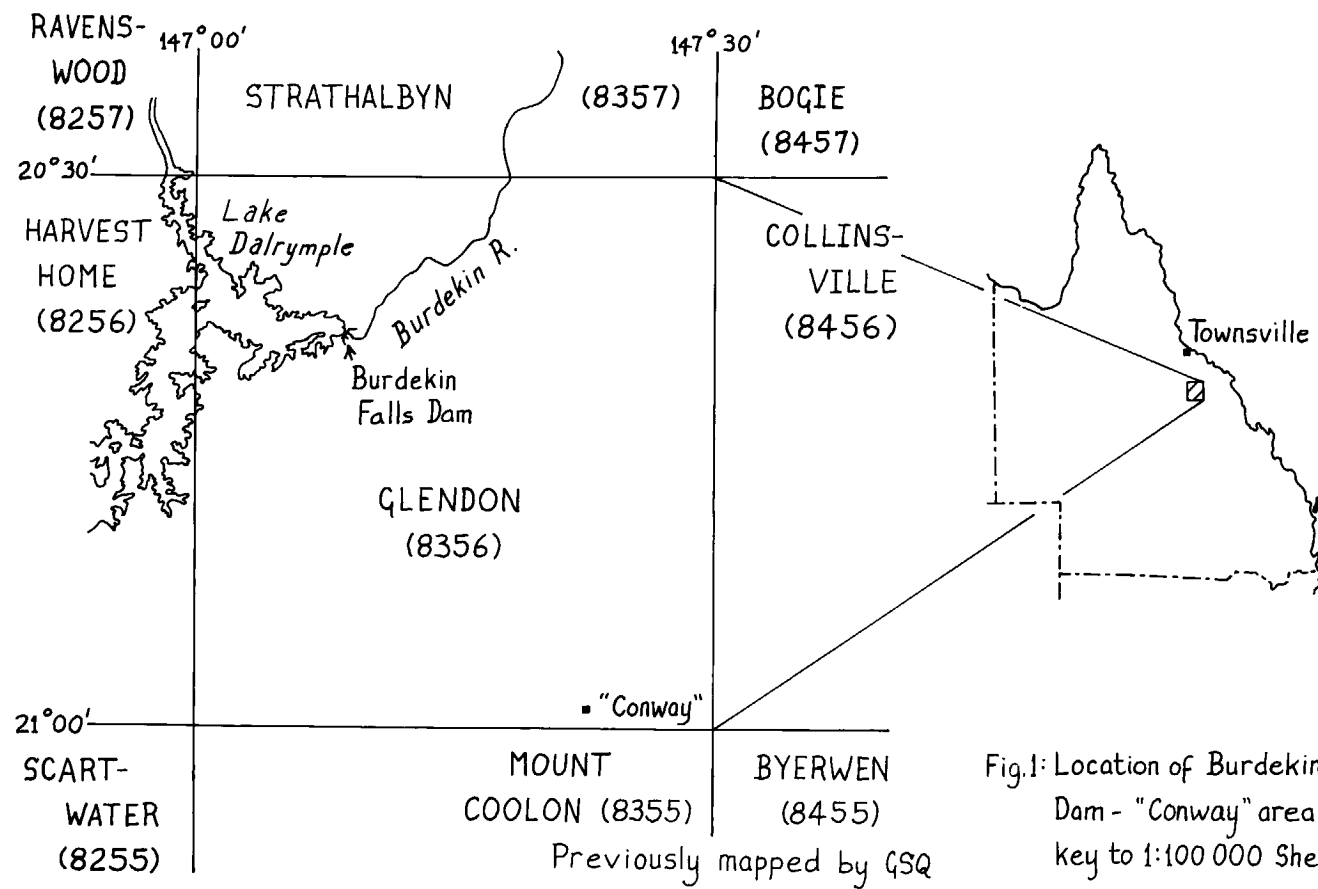 RAVENS-
WOOD
(8257)
147°00'
147°30'
STRATHALBYN (8357)
BOGIE
(8457)
20°30'
HARVEST
HOME
(8256)
Lake
Dalrymple
Burdekin R.
Burdekin
Falls Dam
COLLINS-
VILLE
(8456)
Townsville
GLENDON
(8356)
"Conway"
21°00'
SCART-
WATER
(8255)
MOUNT
COOLON (8355)
BYERWEN
(8455)
Previously mapped by GSQ
Fig.1: Location of Burdekin
Dam - "Conway" area
key to 1:100 000 She